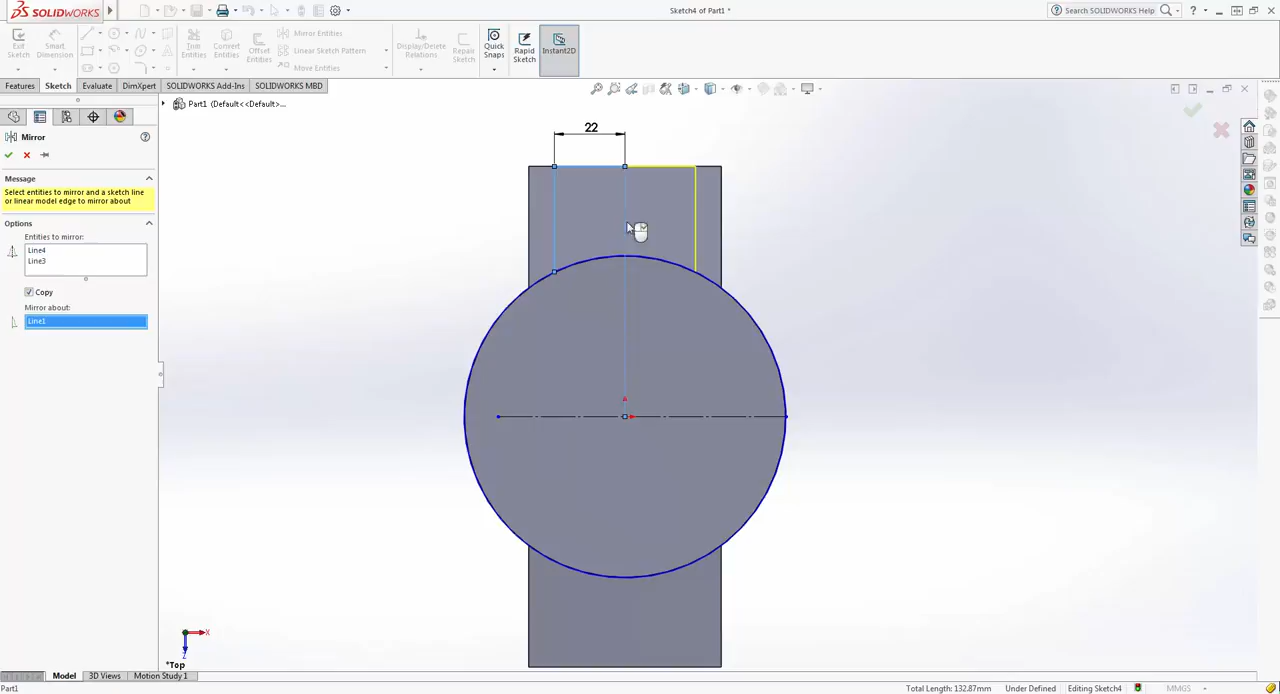 SOLIDWORKS
Sketch4 of Part1 *
Search SOLIDWORKS Help
Exit Sketch
Smart Dimension
Trim Entities
Convert Entities
Offset Entities
Mirror Entities
Linear Sketch Pattern
Move Entities
Display/Delete Relations
Repair Sketch
Quick Snaps
Rapid Sketch
Instant2D
Features Sketch Evaluate DimXpert SOLIDWORKS Add-Ins SOLIDWORKS MBD
Part1 (Default<<Default>...
Mirror
Message
Select entities to mirror and a sketch line
or linear model edge to mirror about
Options
Entities to mirror:
Line4
Line3
Copy
Mirror about:
Line1
22
X
Z
*Top
Model 3D Views Motion Study 1
Part1
Total Length: 132.87mm Under Defined Editing Sketch4 MMGS